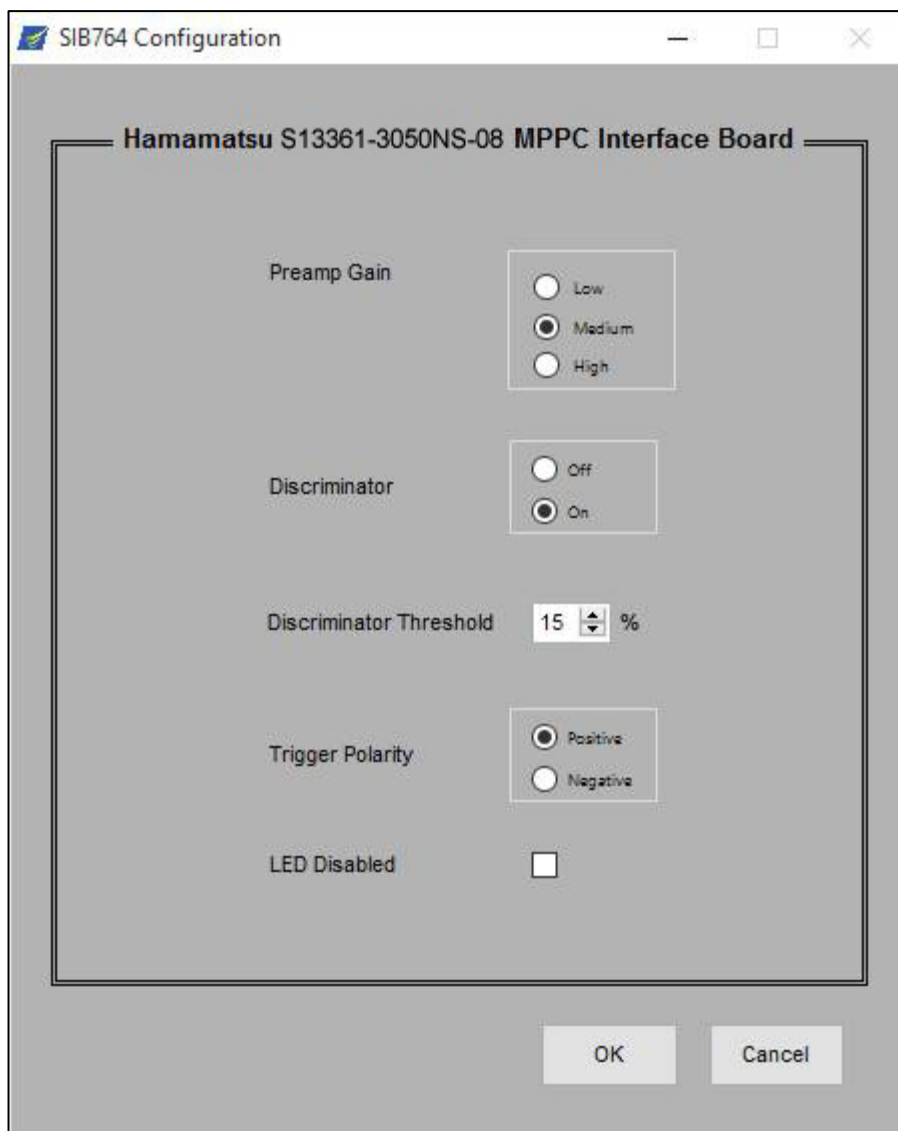 SIB764 Configuration
Hamamatsu S13361-3050NS-08 MPPC Interface Board
Preamp Gain
Low
Medium
High
Discriminator
Off
On
Discriminator Threshold 15 %
Trigger Polarity
Positive
Negative
LED Disabled
OK Cancel